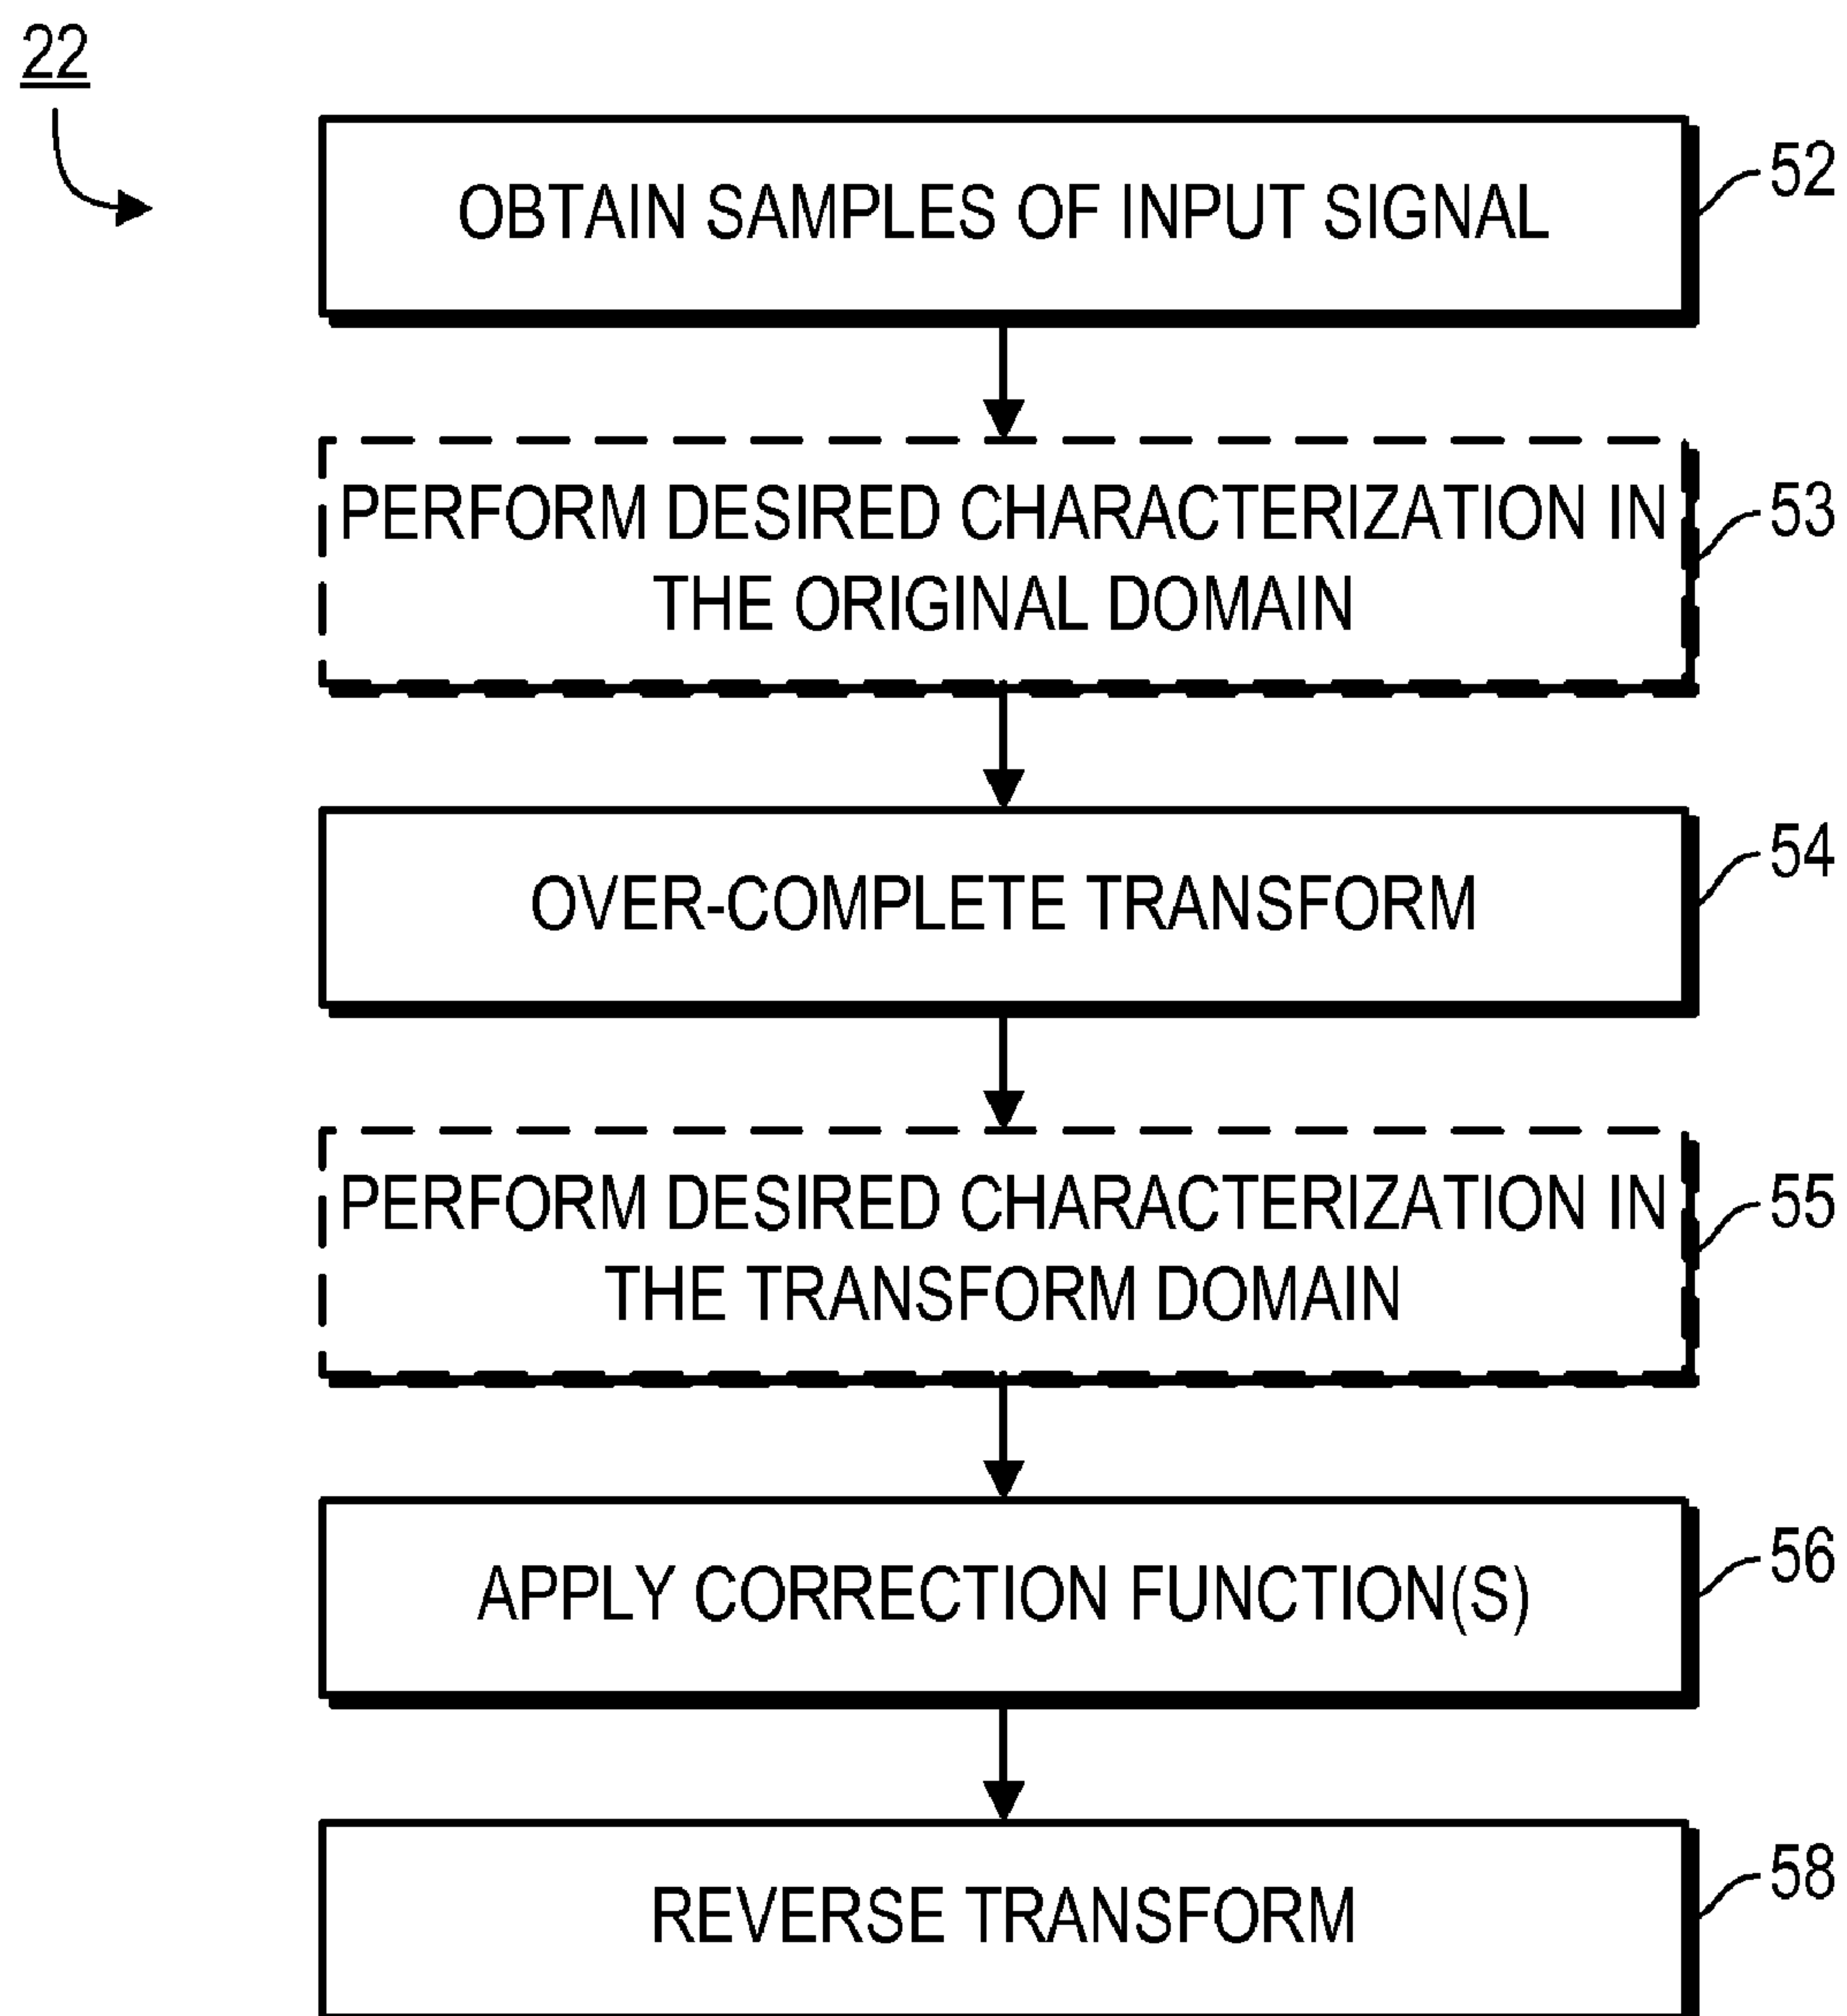 22
OBTAIN SAMPLES OF INPUT SIGNAL
52
PERFORM DESIRED CHARACTERIZATION IN
THE ORIGINAL DOMAIN
53
OVER-COMPLETE TRANSFORM
54
PERFORM DESIRED CHARACTERIZATION IN
THE TRANSFORM DOMAIN
55
APPLY CORRECTION FUNCTION(S)
56
REVERSE TRANSFORM
58